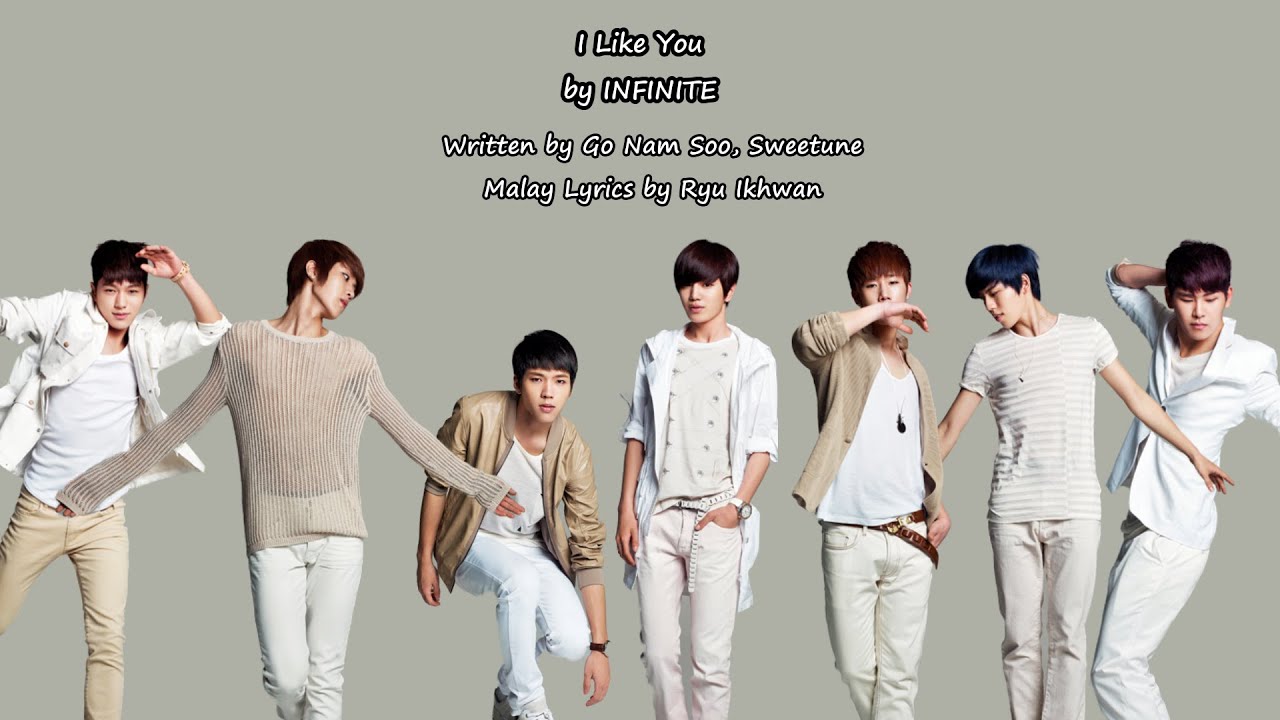 I Like You
by INFINITE
Written by Go Nam Soo, Sweetune
Malay Lyrics by Ryu Ikhwan